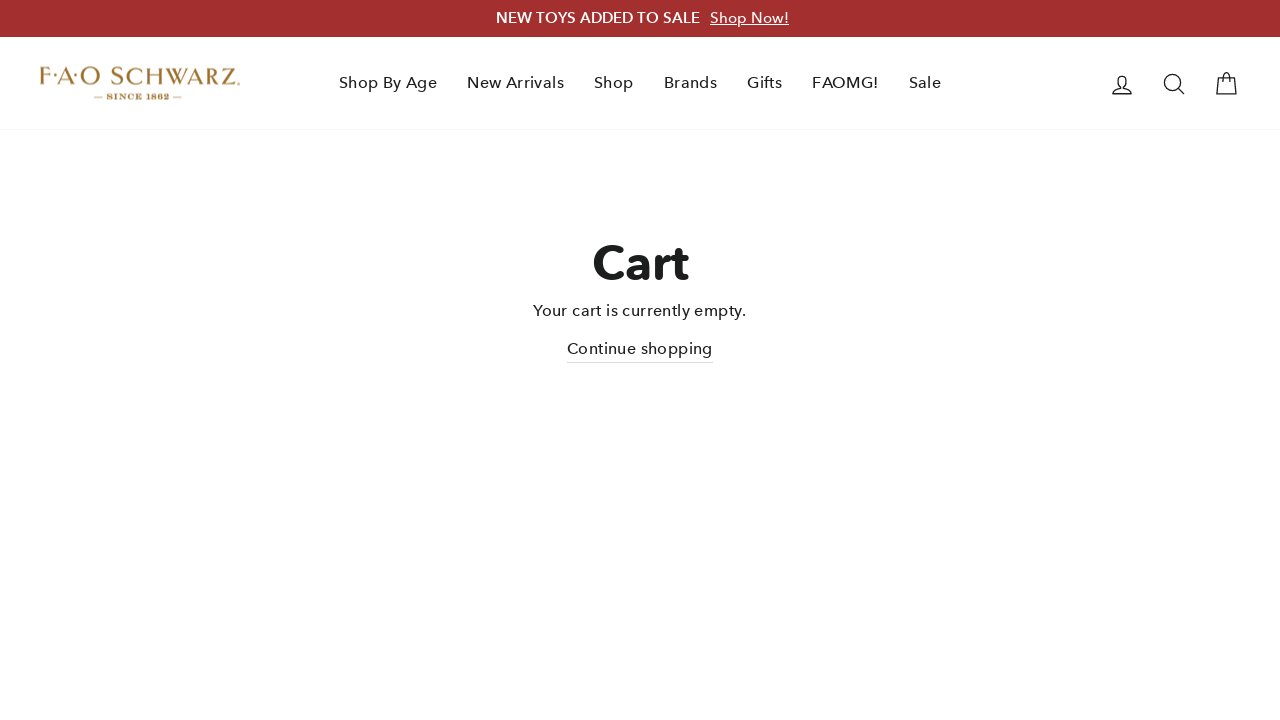 NEW TOYS ADDED TO SALE Shop Now!
F·A·O SCHWARZ
— SINCE 1862 —
Shop By Age New Arrivals Shop Brands Gifts FAOMG! Sale
Cart
Your cart is currently empty.
Continue shopping